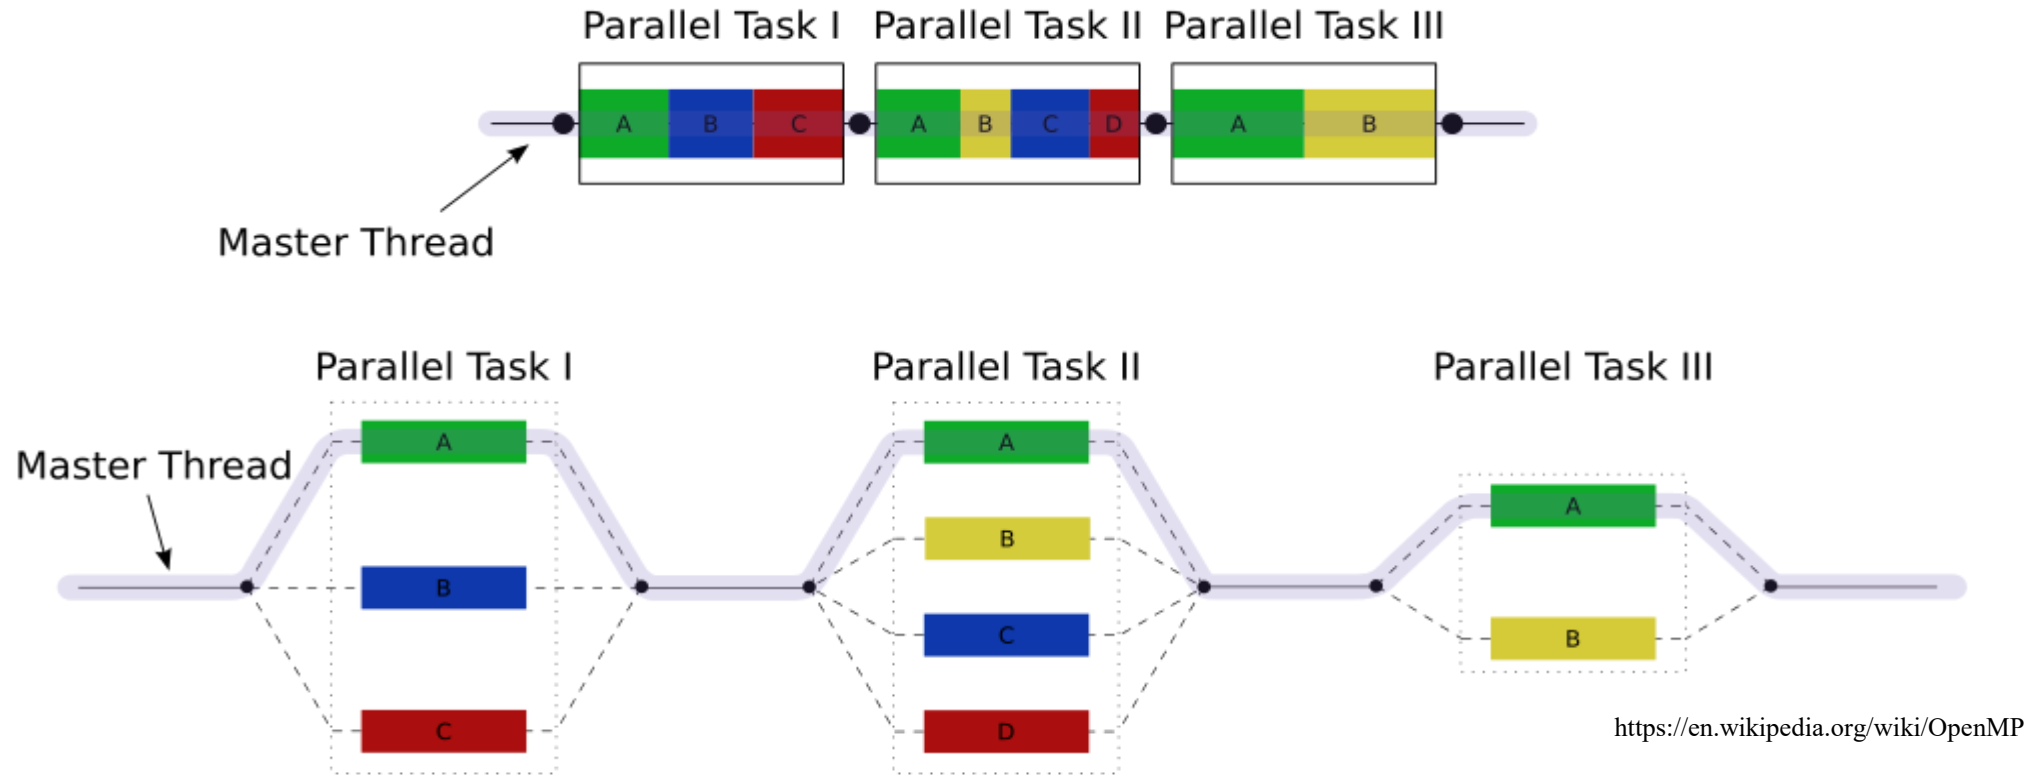 Parallel Task I
Parallel Task II
Parallel Task III
A
B
C
A
B
C
D
A
B
Master Thread
Parallel Task I
Parallel Task II
Parallel Task III
Master Thread
A
B
C
A
B
C
D
A
B
https://en.wikipedia.org/wiki/OpenMP